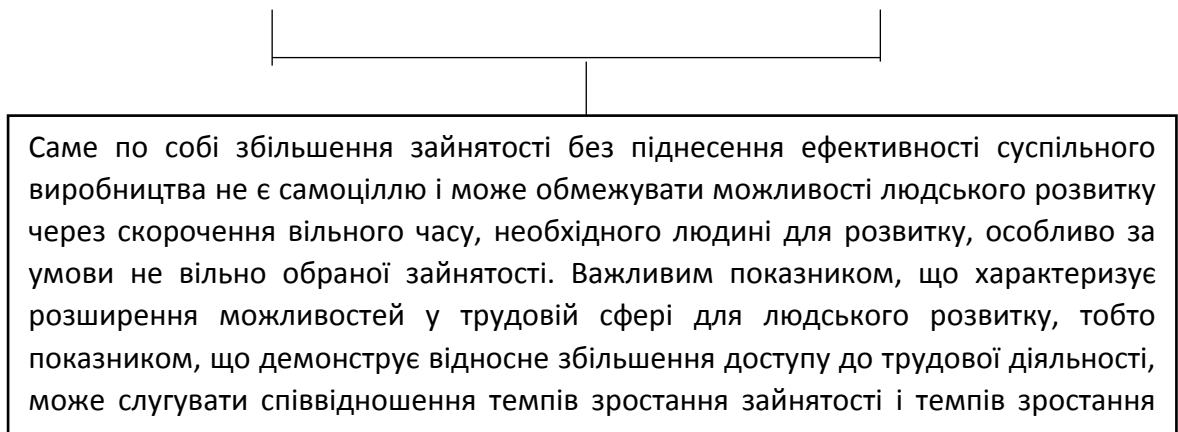 Саме по собі збільшення зайнятості без піднесення ефективності суспільного
виробництва не є самоціллю і може обмежувати можливості людського розвитку
через скорочення вільного часу, необхідного людині для розвитку, особливо за
умови не вільно обраної зайнятості. Важливим показником, що характеризує
розширення можливостей у трудовій сфері для людського розвитку, тобто
показником, що демонструє відносне збільшення доступу до трудової діяльності,
може слугувати співвідношення темпів зростання зайнятості і темпів зростання